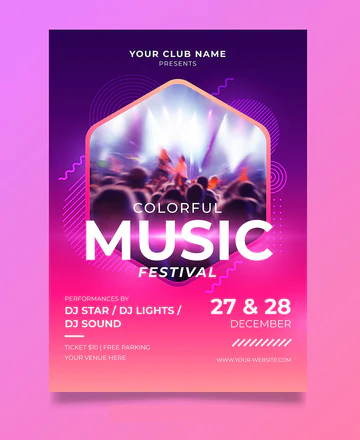 YOUR CLUB NAME
PRESENTS
COLORFUL
MUSIC
FESTIVAL
PERFORMANCES BY
DJ STAR / DJ LIGHTS /
DJ SOUND
TICKET $10 | FREE PARKING
YOUR VENUE HERE
27 & 28
DECEMBER
WWW.YOUR-WEBSITE.COM